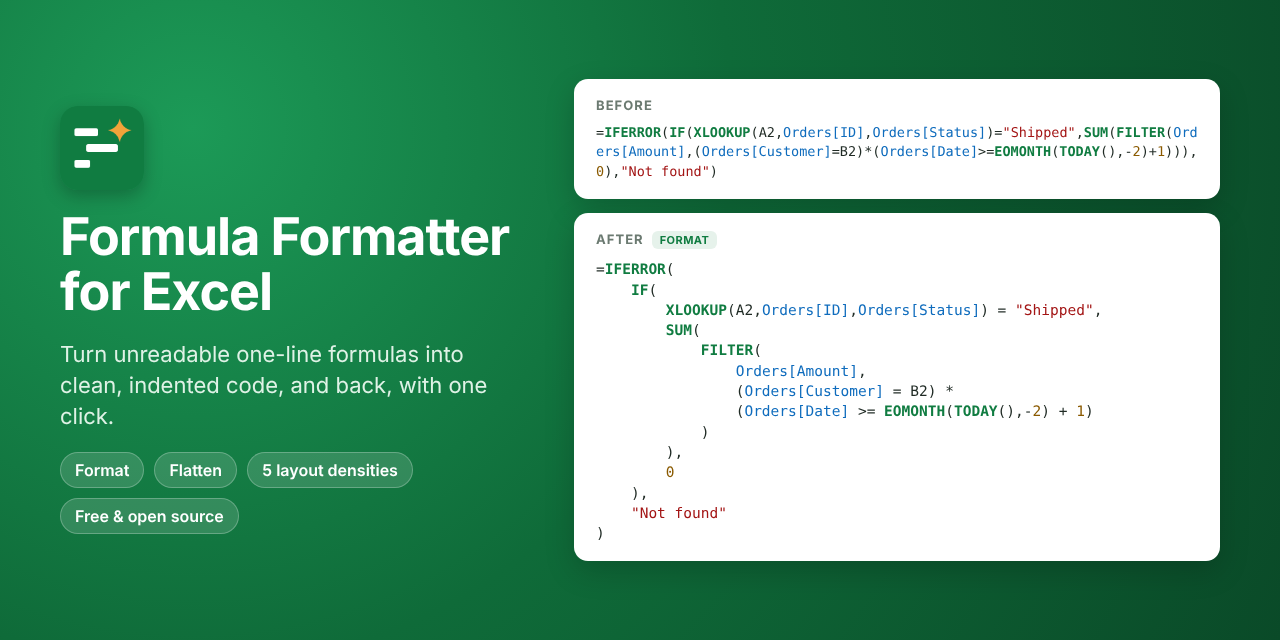 Formula Formatter
for Excel
Turn unreadable one-line formulas into
clean, indented code, and back, with one
click.
Format
Flatten
5 layout densities
Free & open source
BEFORE
=IFERROR(IF(XLOOKUP(A2,Orders[ID],Orders[Status])="Shipped",SUM(FILTER(Ord
ers[Amount],(Orders[Customer]=B2)*(Orders[Date]>=EOMONTH(TODAY(),-2)+1))),
0),"Not found")
AFTER FORMAT
=IFERROR(
    IF(
        XLOOKUP(A2,Orders[ID],Orders[Status]) = "Shipped",
        SUM(
            FILTER(
                Orders[Amount],
                (Orders[Customer] = B2) *
                (Orders[Date] >= EOMONTH(TODAY(),-2) + 1)
            )
        ),
        0
    ),
    "Not found"
)